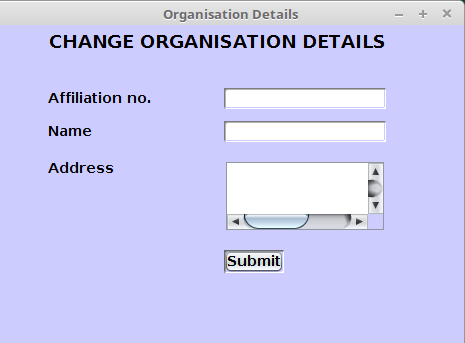 Organisation Details
CHANGE ORGANISATION DETAILS
Affiliation no.
Name
Address
Submit